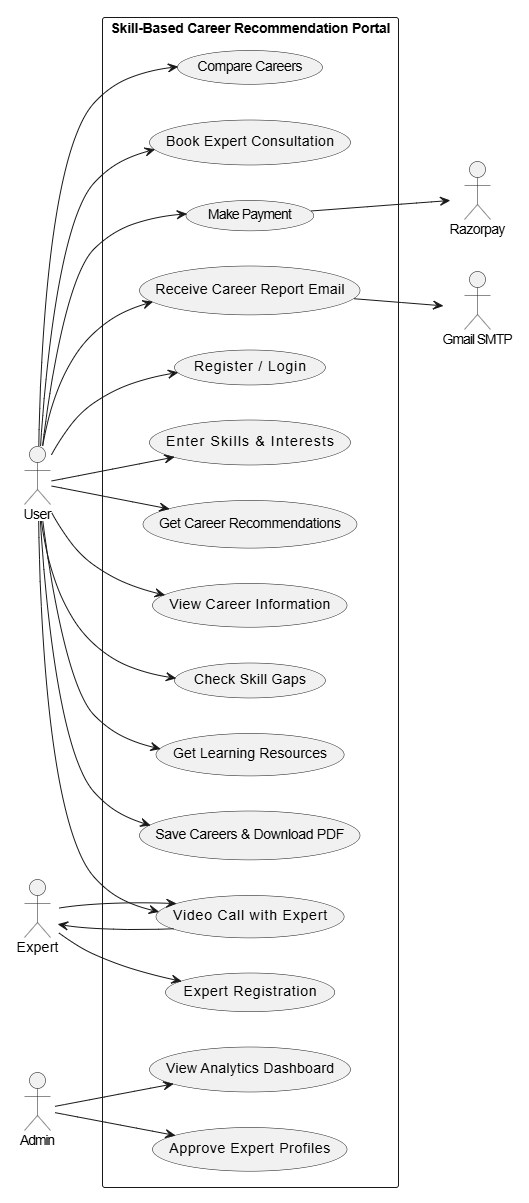 Skill-Based Career Recommendation Portal
Compare Careers
Book Expert Consultation
Make Payment
Razorpay
Receive Career Report Email
Gmail SMTP
Register / Login
Enter Skills & Interests
User
Get Career Recommendations
View Career Information
Check Skill Gaps
Get Learning Resources
Save Careers & Download PDF
Video Call with Expert
Expert
Expert Registration
View Analytics Dashboard
Admin
Approve Expert Profiles